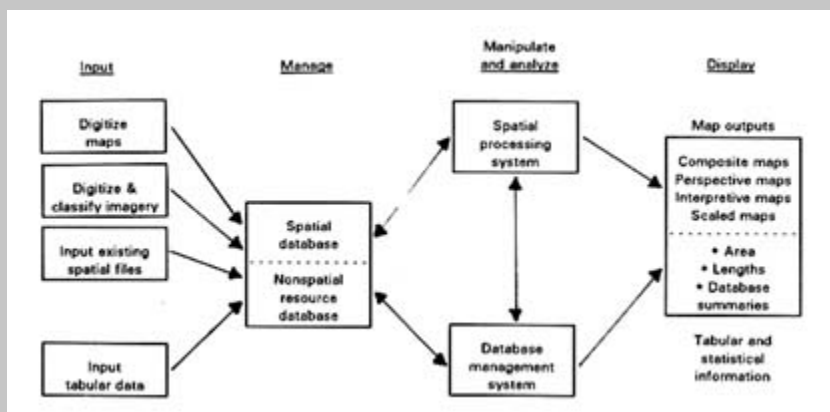 Input
Manage
Manipulate
and analyze
Display
Digitize
maps
Digitize &
classify imagery
Input existing
spatial files
Input
tabular data
Spatial
database
Nonspatial
resource
database
Spatial
processing
system
Database
management
system
Map outputs
Composite maps
Perspective maps
Interpretive maps
Scaled maps
• Area
• Lengths
• Database
summaries
Tabular and
statistical
information